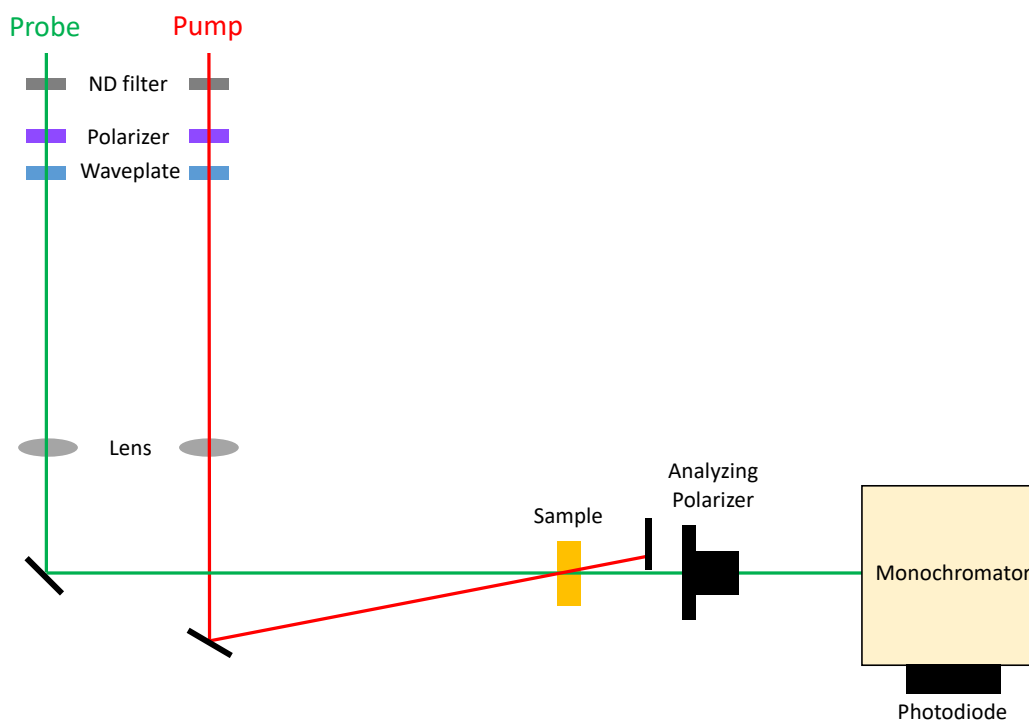 Probe
Pump
ND filter
Polarizer
Waveplate
Lens
Analyzing
Polarizer
Sample
Monochromator
Photodiode